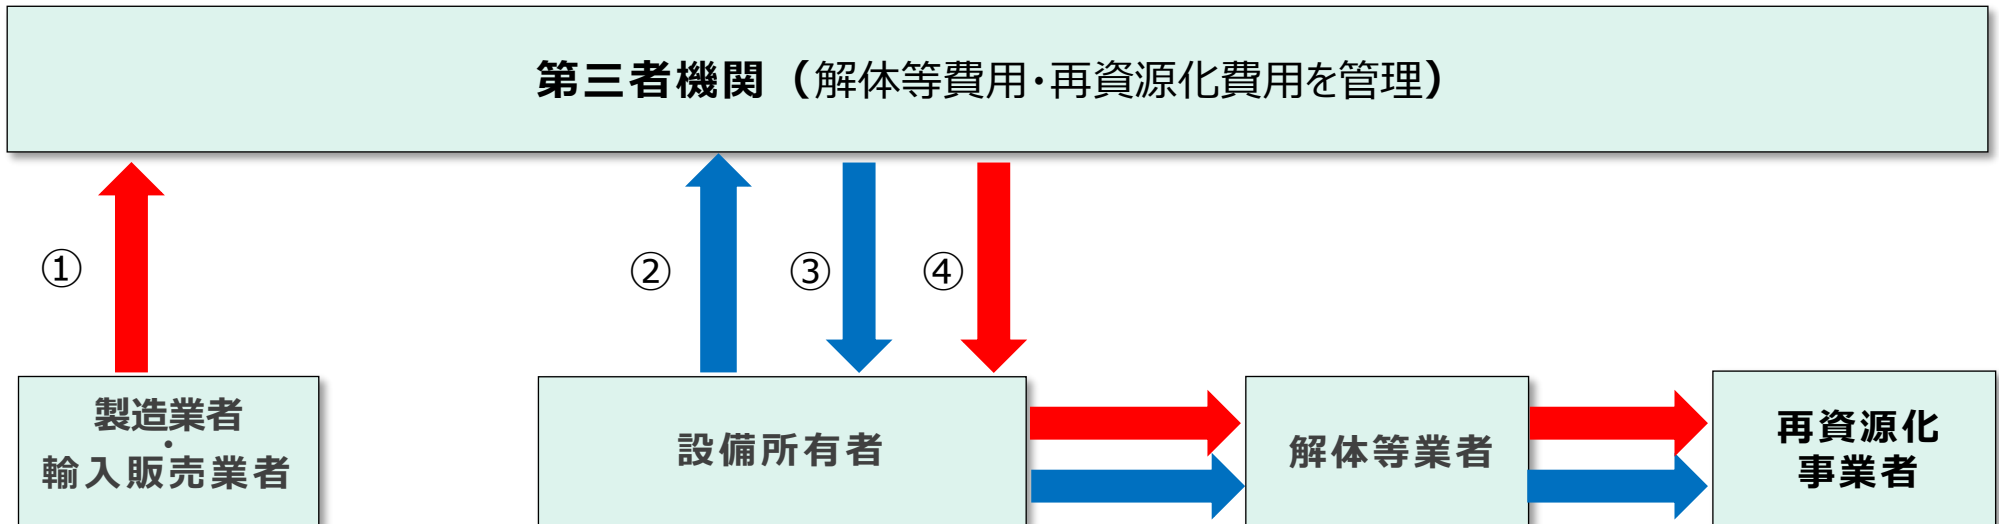 第三者機関（解体等費用・再資源化費用を管理）
①
②
③
④
製造業者
・
輸入販売業者
設備所有者
解体等業者
再資源化
事業者